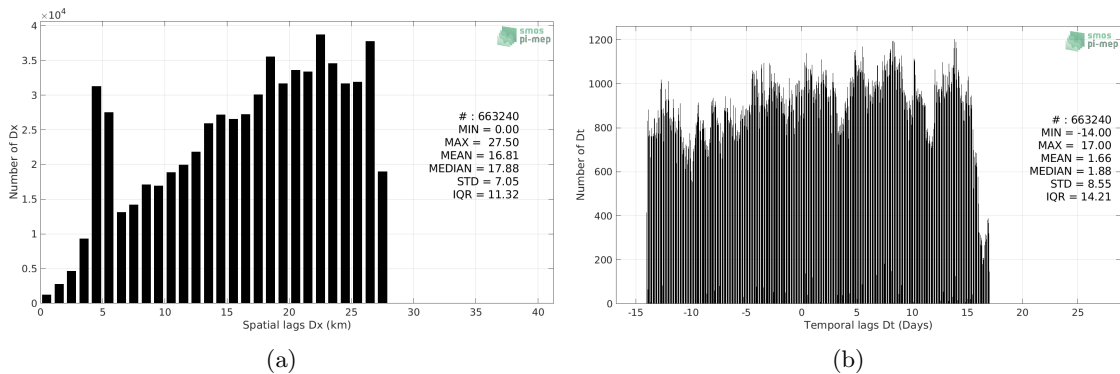 ×10⁴
4
3.5
3
2.5
2
1.5
1
0.5
0
Number of Dx
0 5 10 15 20 25 30 35 40
Spatial lags Dx (km)
smos
pi-mep
# : 663240
MIN = 0.00
MAX = 27.50
MEAN = 16.81
MEDIAN = 17.88
STD = 7.05
IQR = 11.32
(a)
1200
1000
800
600
400
200
0
Number of Dt
-15 -10 -5 0 5 10 15 20 25
Temporal lags Dt (Days)
smos
pi-mep
# : 663240
MIN = -14.00
MAX = 17.00
MEAN = 1.66
MEDIAN = 1.88
STD = 8.55
IQR = 14.21
(b)